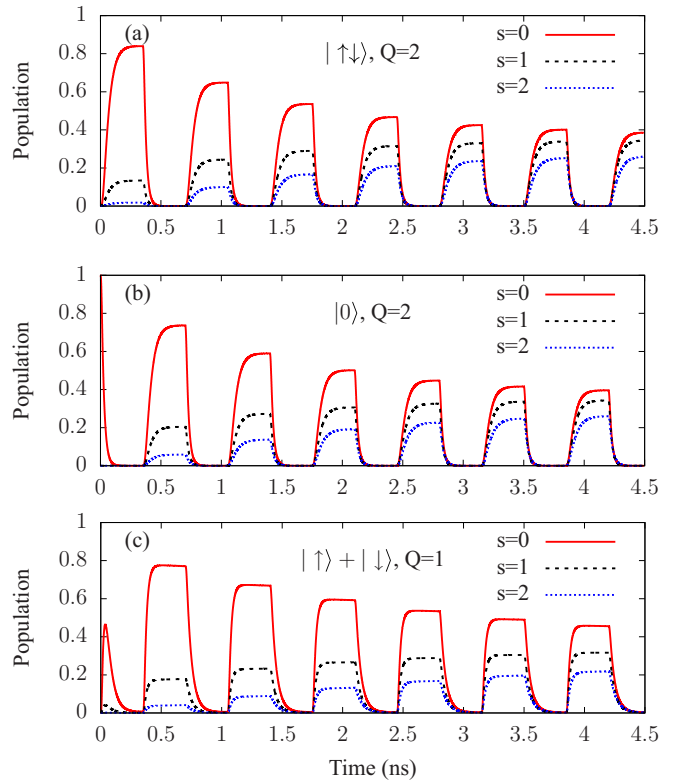 1
0.8
0.6
0.4
0.2
0
(a)
| ↑↓⟩, Q=2
s=0
s=1
s=2
Population
0 0.5 1 1.5 2 2.5 3 3.5 4 4.5
1
0.8
0.6
0.4
0.2
0
(b)
|0⟩, Q=2
s=0
s=1
s=2
Population
0 0.5 1 1.5 2 2.5 3 3.5 4 4.5
1
0.8
0.6
0.4
0.2
0
(c)
| ↑⟩ + | ↓⟩, Q=1
s=0
s=1
s=2
Population
0 0.5 1 1.5 2 2.5 3 3.5 4 4.5
Time (ns)